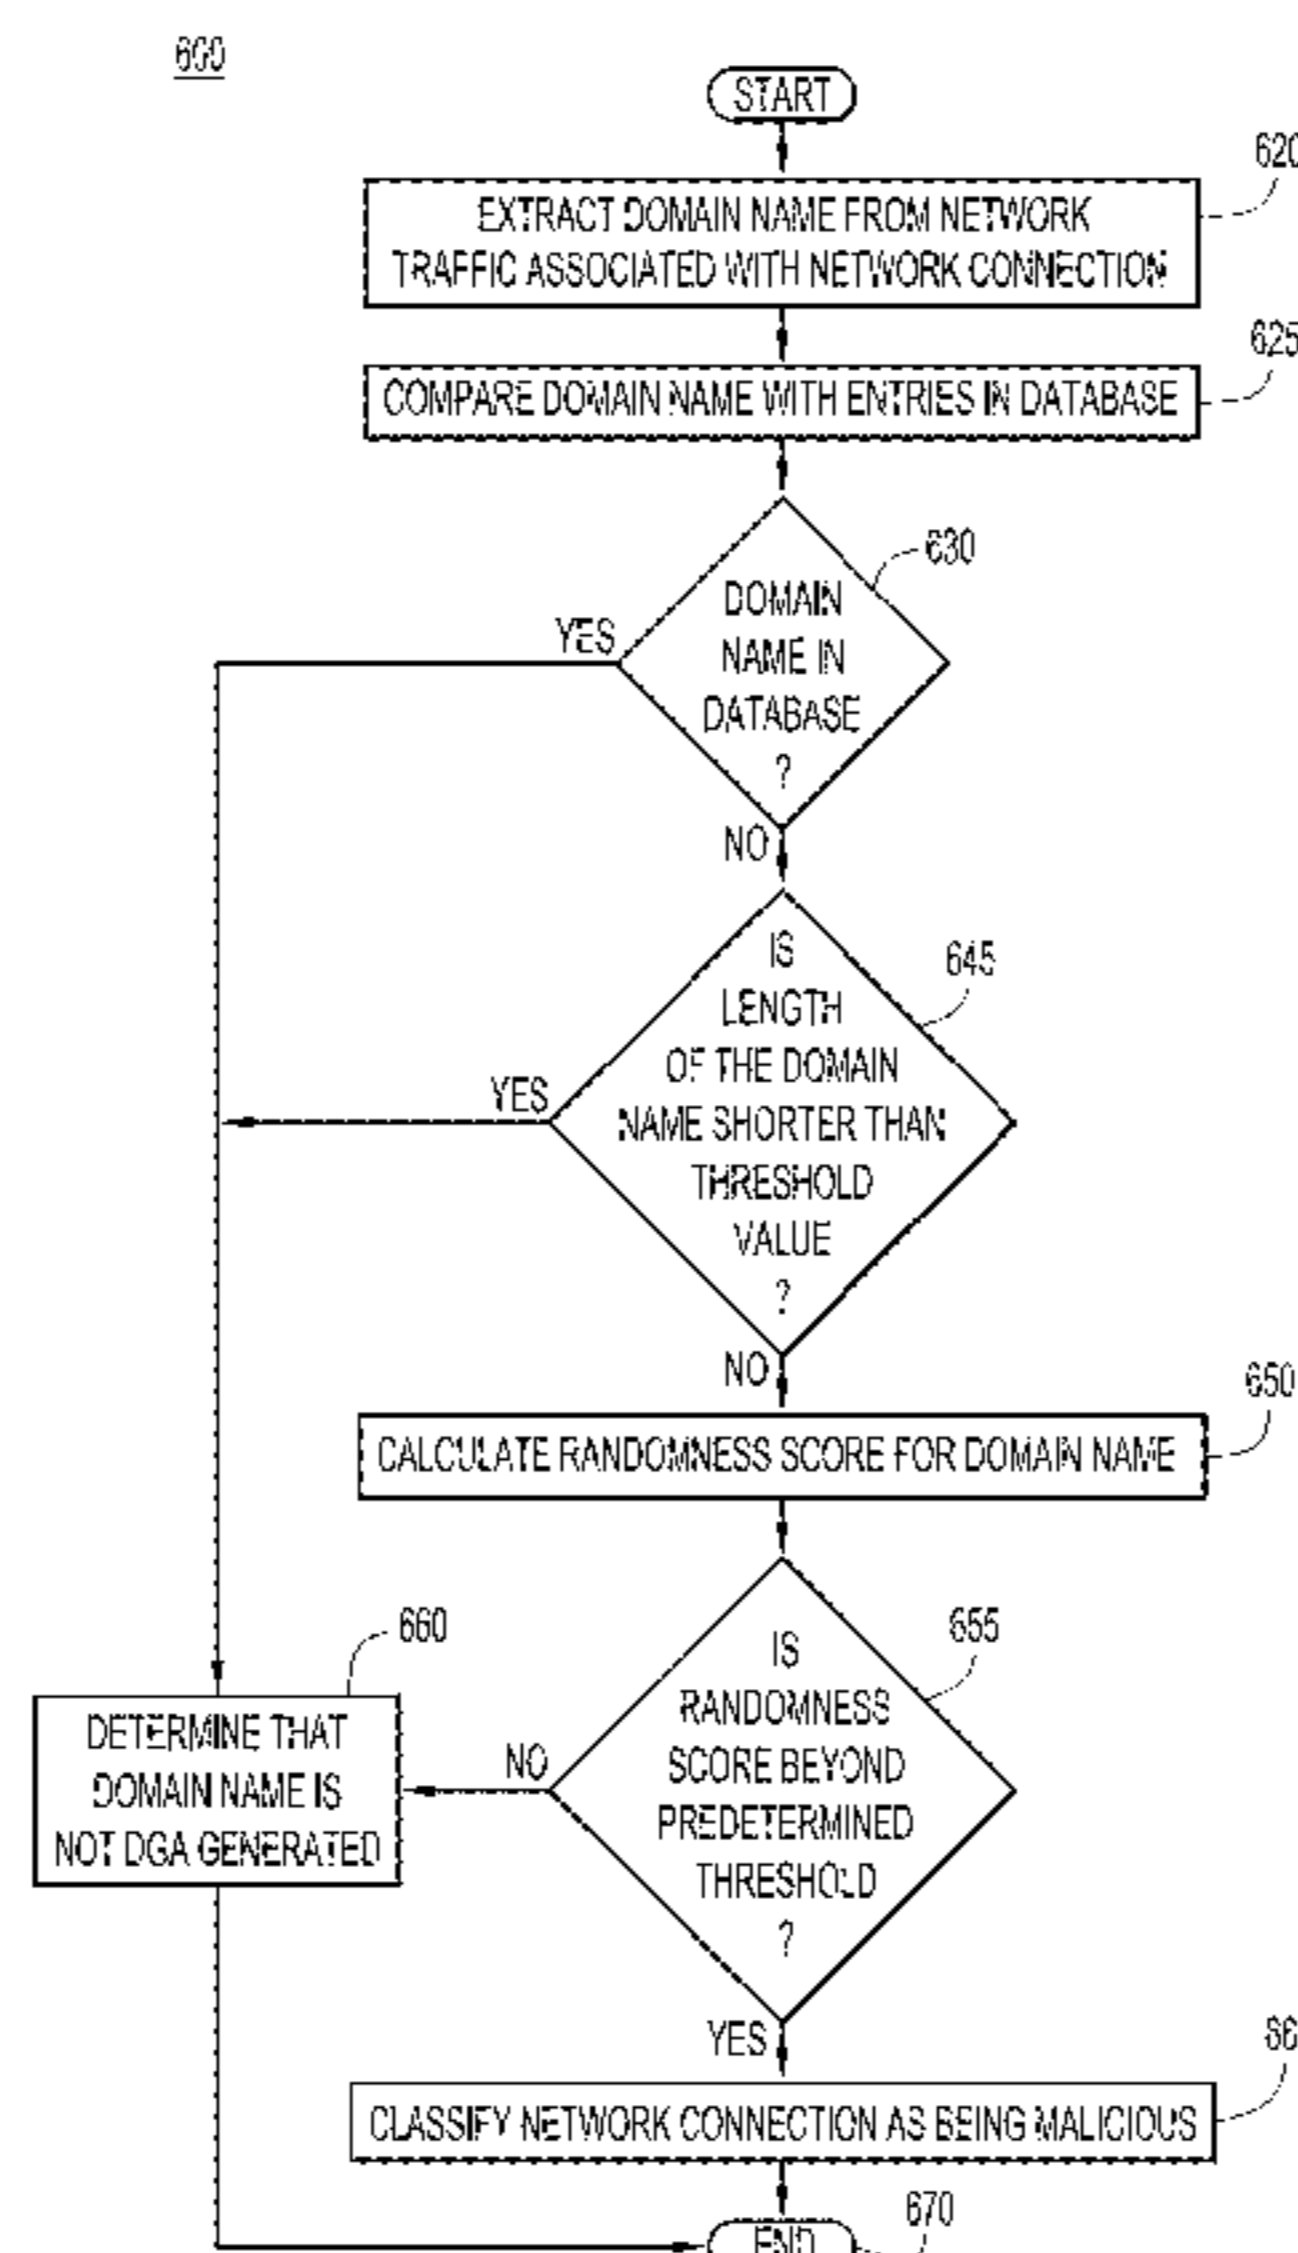 600
START
620
EXTRACT DOMAIN NAME FROM NETWORK
TRAFFIC ASSOCIATED WITH NETWORK CONNECTION
625
COMPARE DOMAIN NAME WITH ENTRIES IN DATABASE
630
DOMAIN
NAME IN
DATABASE
?
YES
NO
645
IS
LENGTH
OF THE DOMAIN
NAME SHORTER THAN
THRESHOLD
VALUE
?
YES
NO
650
CALCULATE RANDOMNESS SCORE FOR DOMAIN NAME
655
IS
RANDOMNESS
SCORE BEYOND
PREDETERMINED
THRESHOLD
?
NO
660
DETERMINE THAT
DOMAIN NAME IS
NOT DGA GENERATED
YES
66
CLASSIFY NETWORK CONNECTION AS BEING MALICIOUS
670
END